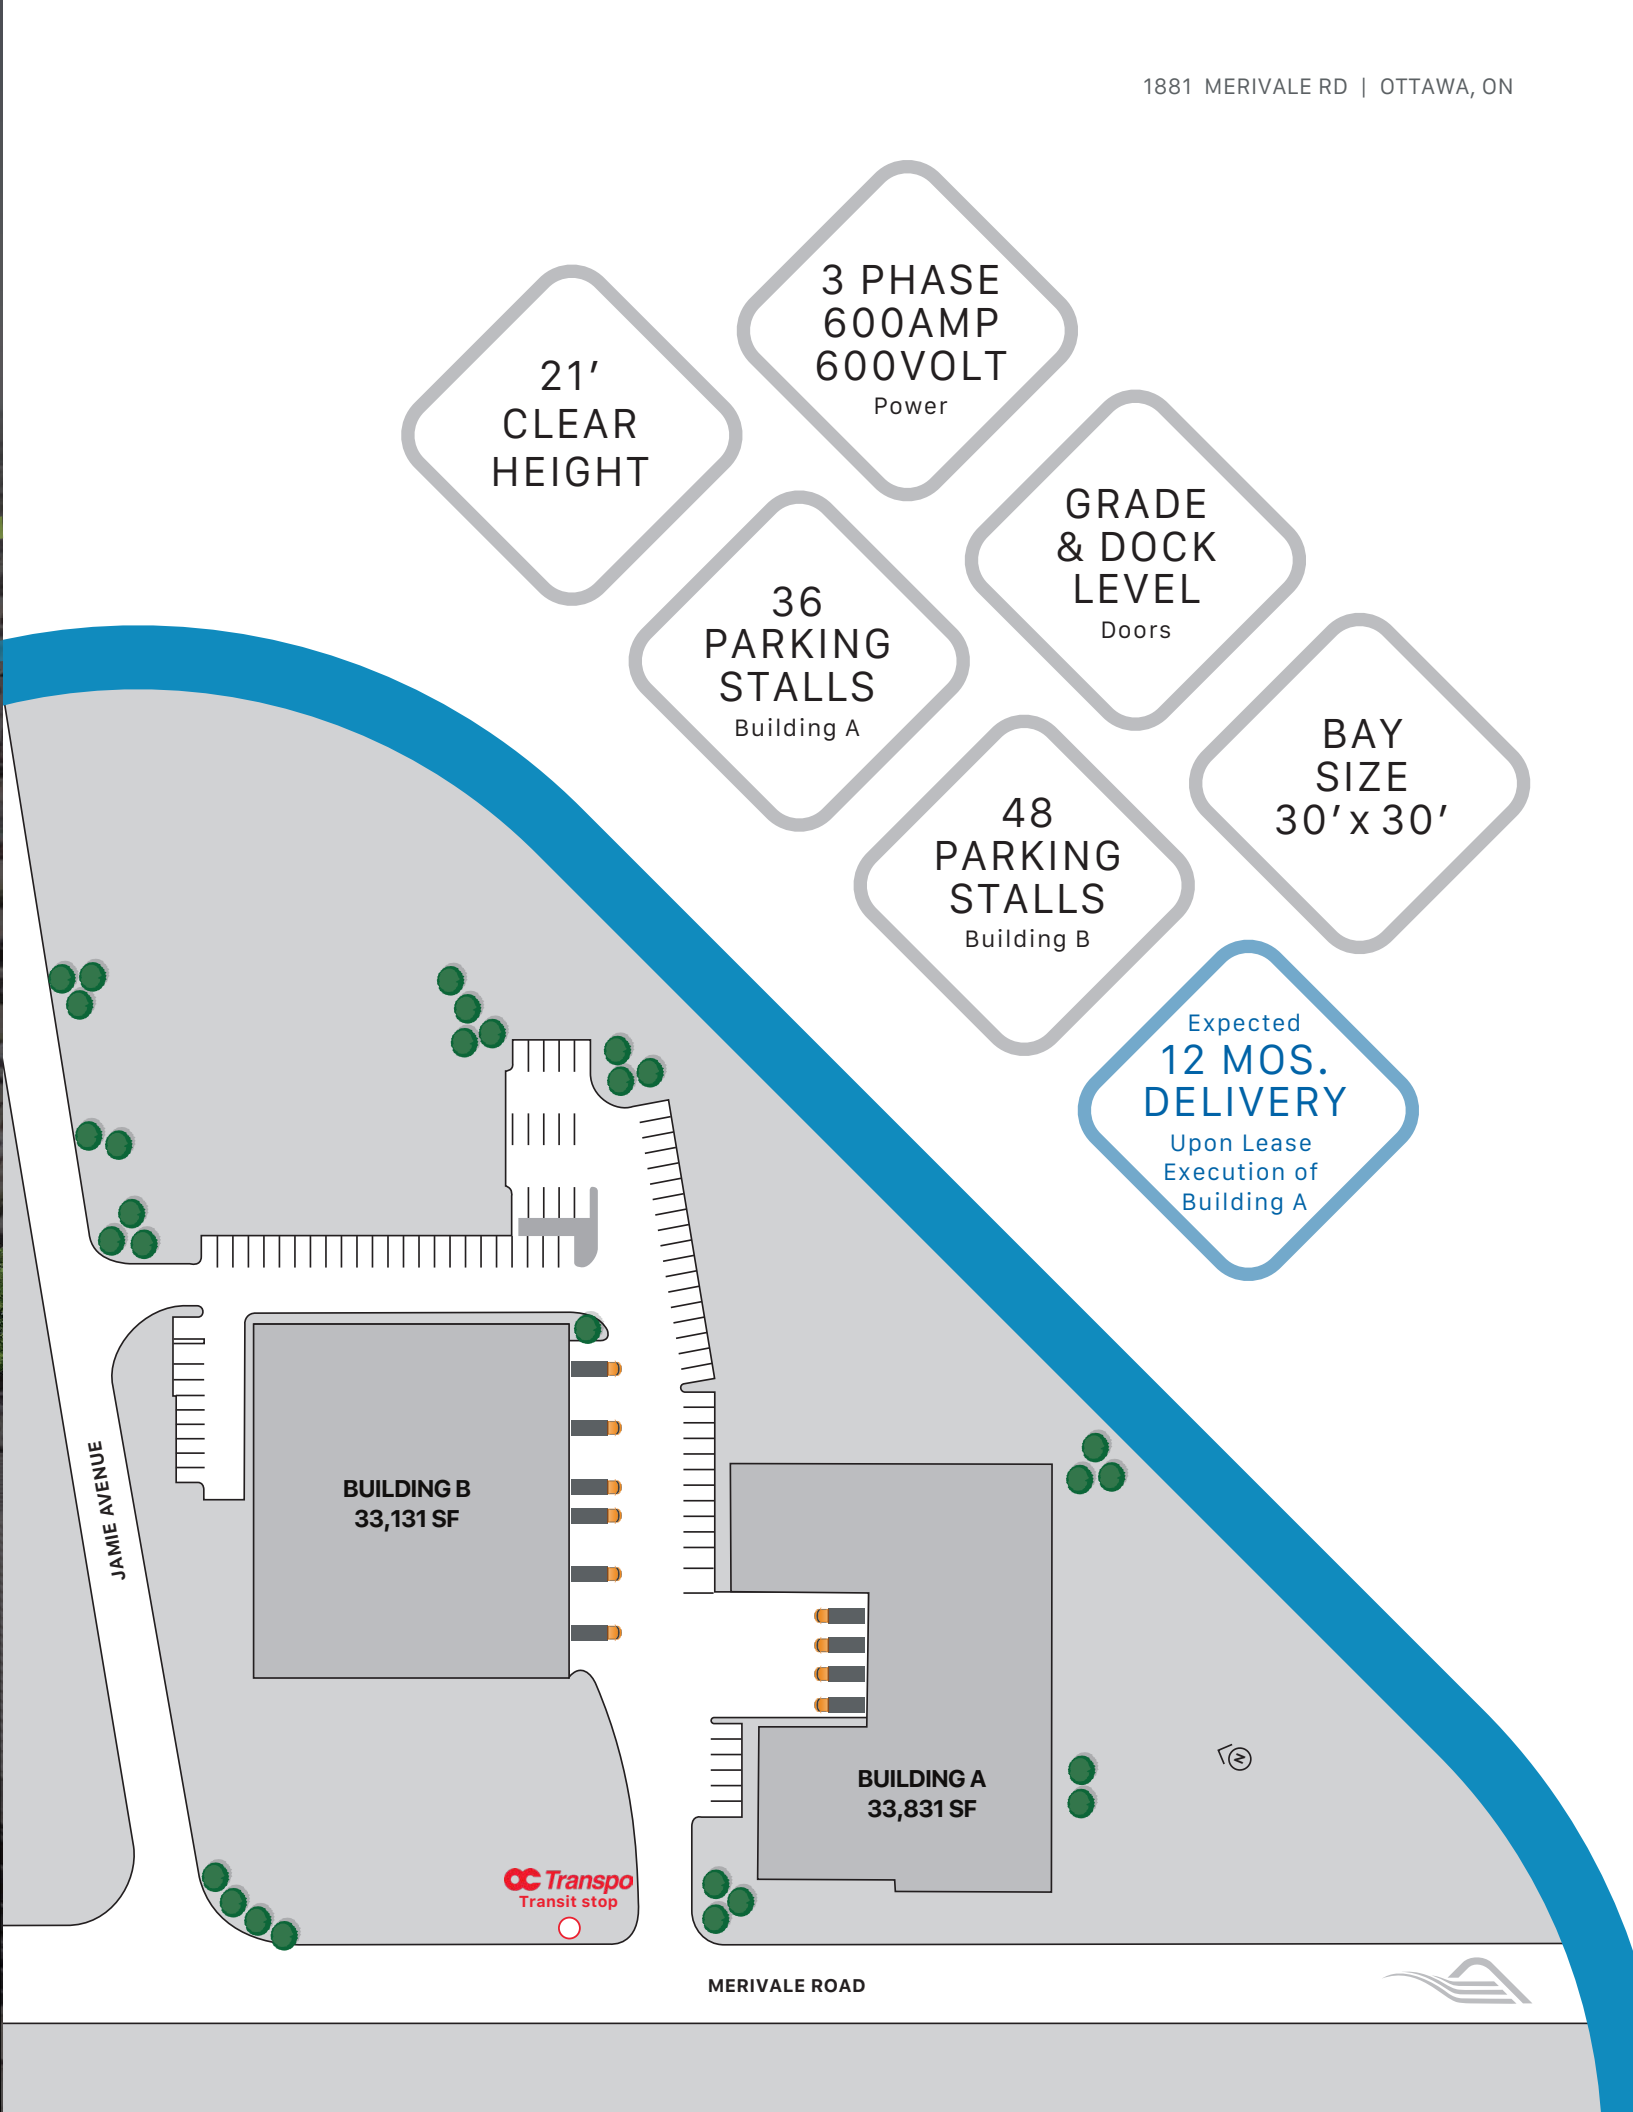 1881 MERIVALE RD | OTTAWA, ON
3 PHASE
600AMP
600VOLT
Power
21′
CLEAR
HEIGHT
GRADE
& DOCK
LEVEL
Doors
36
PARKING
STALLS
Building A
BAY
SIZE
30′ x 30′
48
PARKING
STALLS
Building B
Expected
12 MOS.
DELIVERY
Upon Lease
Execution of
Building A
JAMIE AVENUE
BUILDING B
33,131 SF
BUILDING A
33,831 SF
N
OC Transpo
Transit stop
MERIVALE ROAD